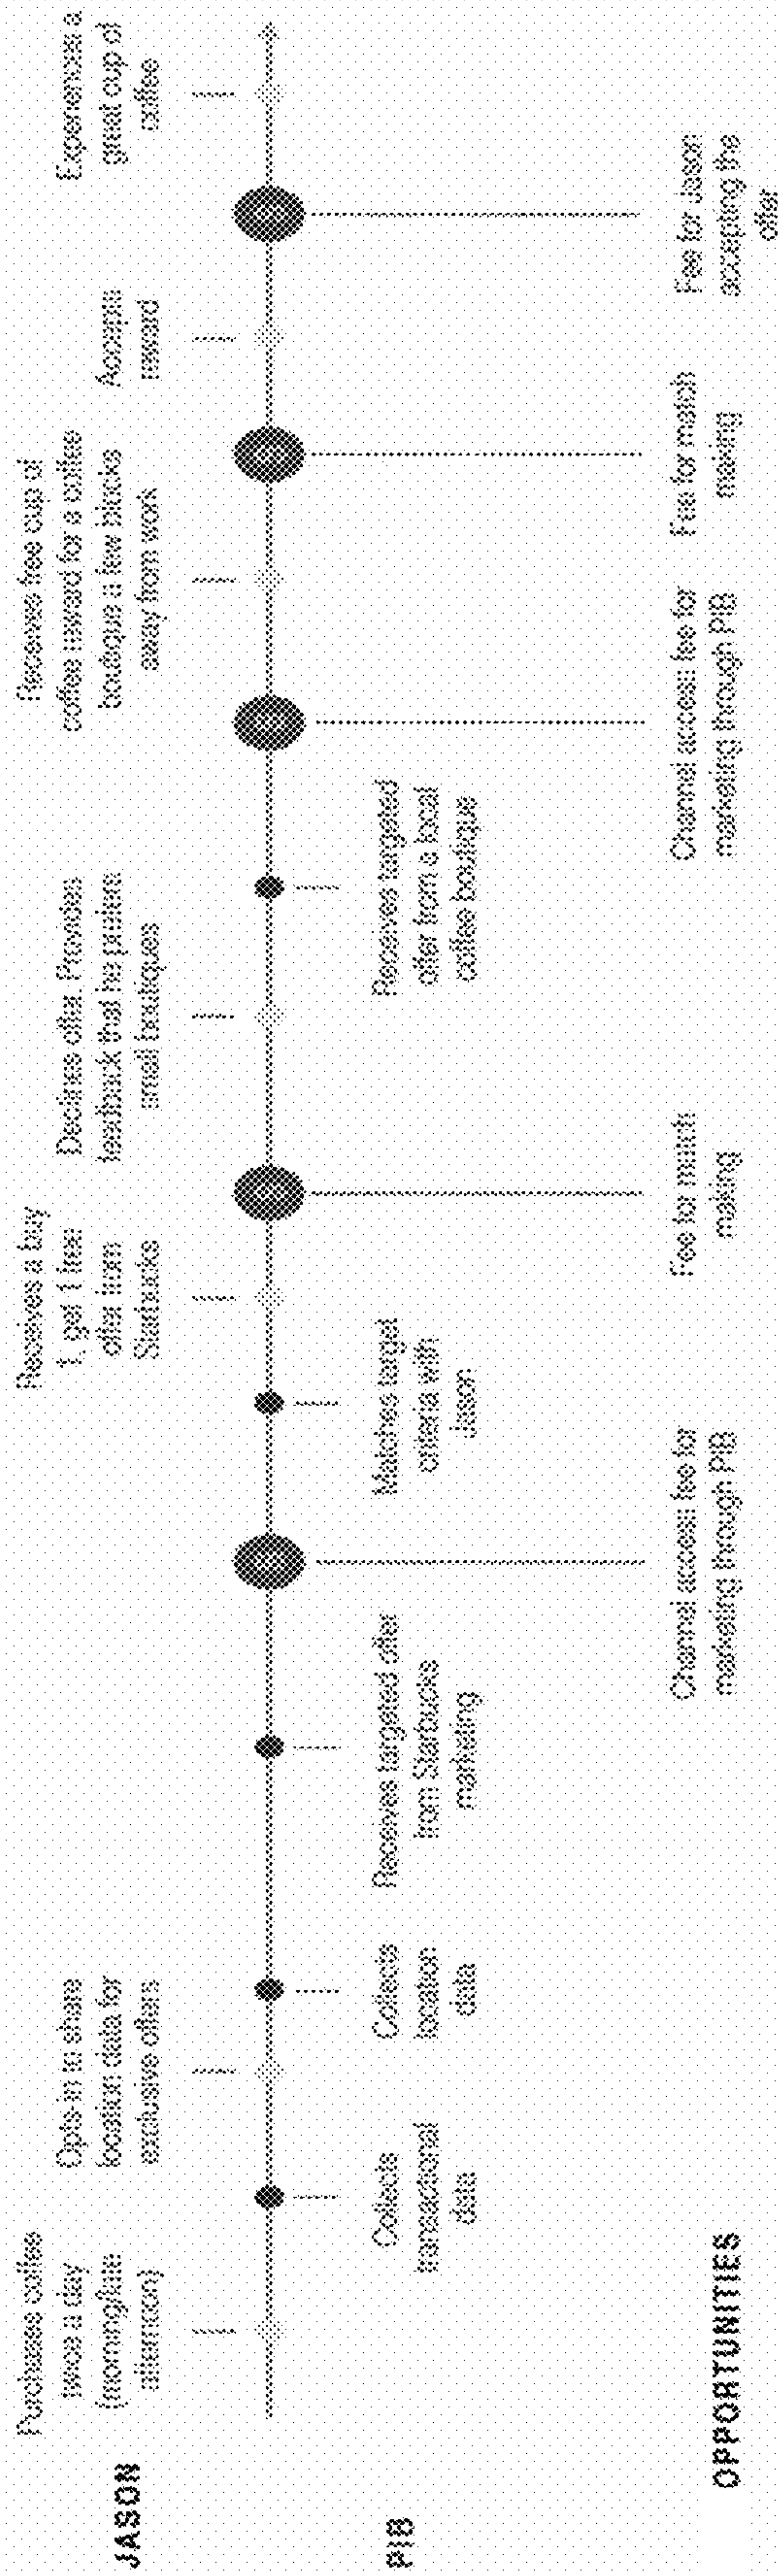 JASON
Purchases coffee
twice a day
(morning/late
afternoon)
Opts-in to share
location data for
exclusive offers
Receives a buy
1, get 1 free
offer from
Starbucks
Declines offer. Provides
feedback that he prefers
small boutiques
Receives free cup of
coffee reward for a coffee
boutique a few blocks
away from work
Accepts
reward
Experiences a
great cup of
coffee
PIB
Collects
transactional
data
Collects
location
data
Receives targeted offer
from Starbucks
marketing
Matches target
criteria with
Jason
Receives targeted
offer from a local
coffee boutique
OPPORTUNITIES
Channel access fee for
marketing through PIB
Fee for match
making
Channel access fee for
marketing through PIB
Fee for match
making
Fee for Jason
accepting the
offer